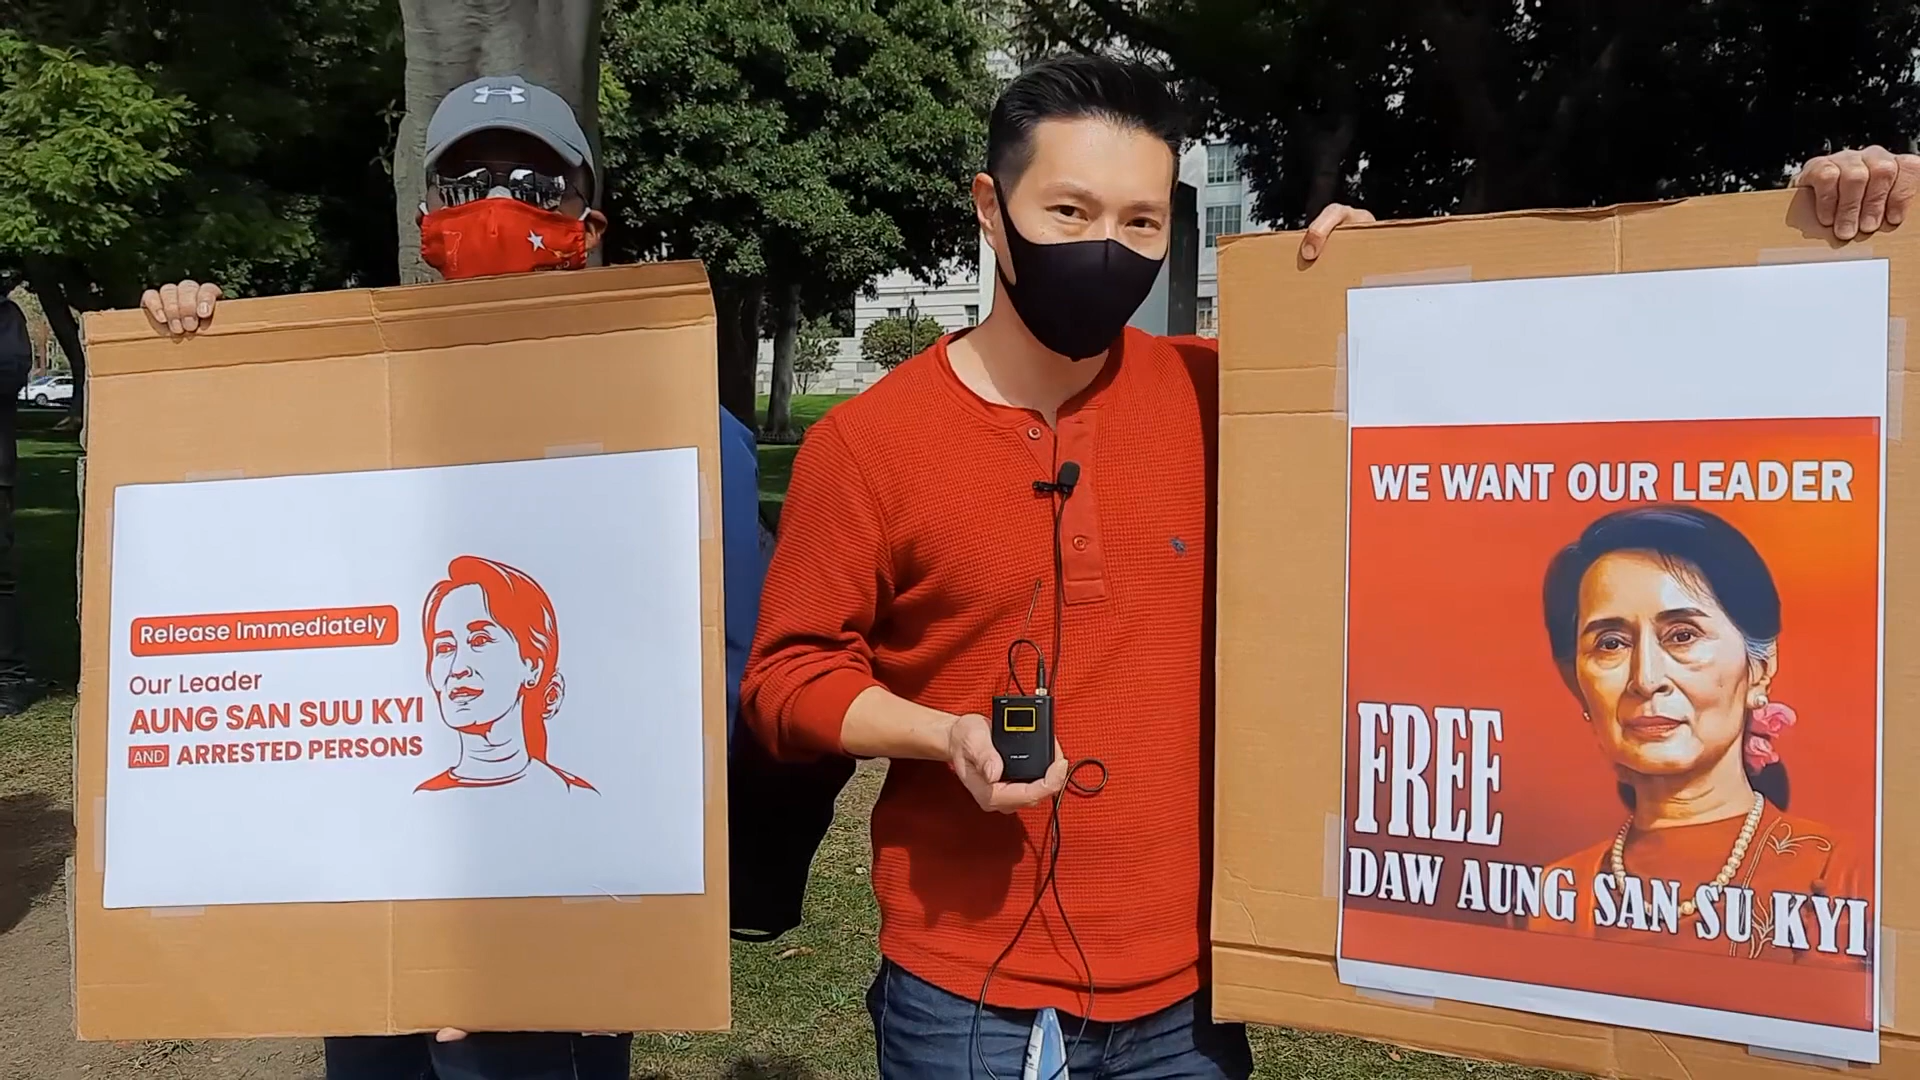 Release Immediately
Our Leader
AUNG SAN SUU KYI
AND ARRESTED PERSONS
WE WANT OUR LEADER
FREE
DAW AUNG SAN SU KYI